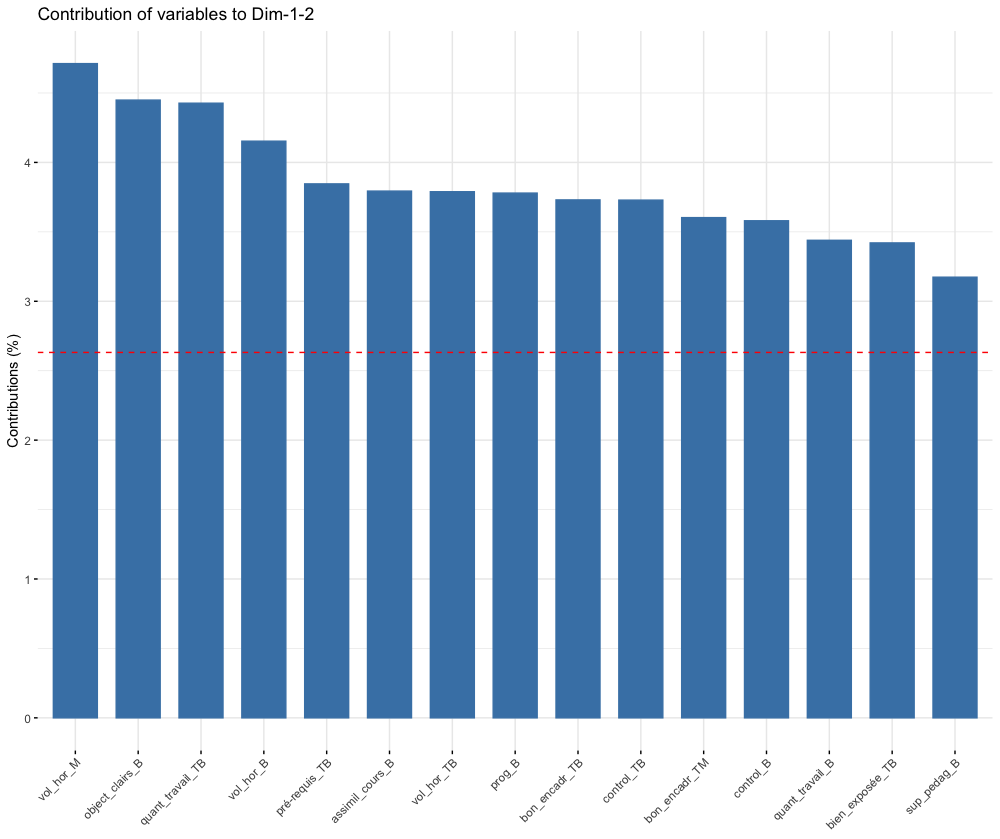 Contribution of variables to Dim-1-2
Contributions (%)
4
3
2
1
0
vol_hor_M
object_clairs_B
quant_travail_TB
vol_hor_B
pré-requis_TB
assimil_cours_B
vol_hor_TB
prog_B
bon_encadr_TB
control_TB
bon_encadr_TM
control_B
quant_travail_B
bien_exposée_TB
sup_pedag_B